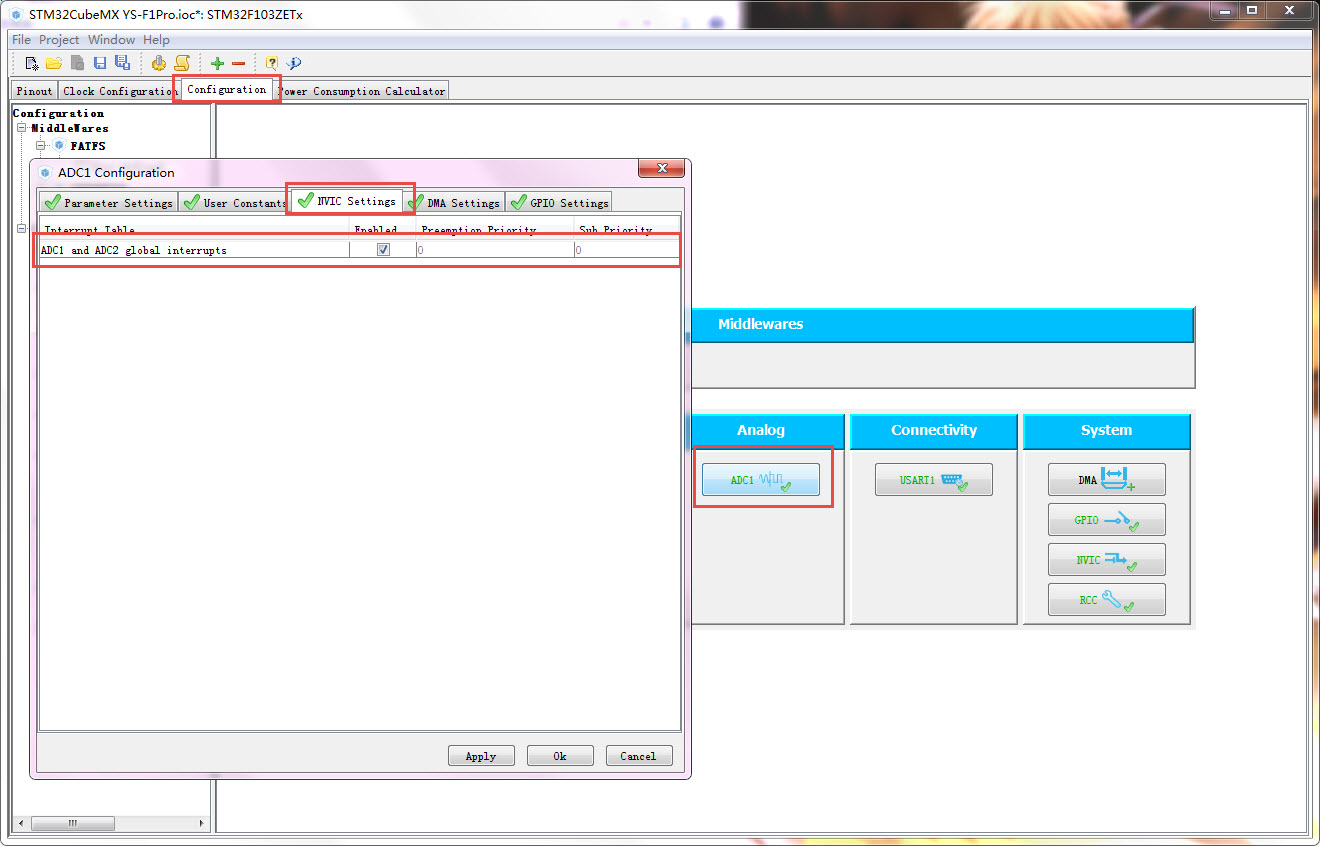 STM32CubeMX YS-F1Pro.ioc*: STM32F103ZETx
File Project Window Help
Pinout Clock Configuration Configuration Power Consumption Calculator
Configuration
MiddleWares
FATFS
ADC1 Configuration
Parameter Settings User Constants NVIC Settings DMA Settings GPIO Settings
Interrupt Table Enabled Preemption Priority Sub Priority
ADC1 and ADC2 global interrupts 0 0
Middlewares
Analog Connectivity System
ADC1 USART1 DMA
GPIO
NVIC
RCC
Apply Ok Cancel